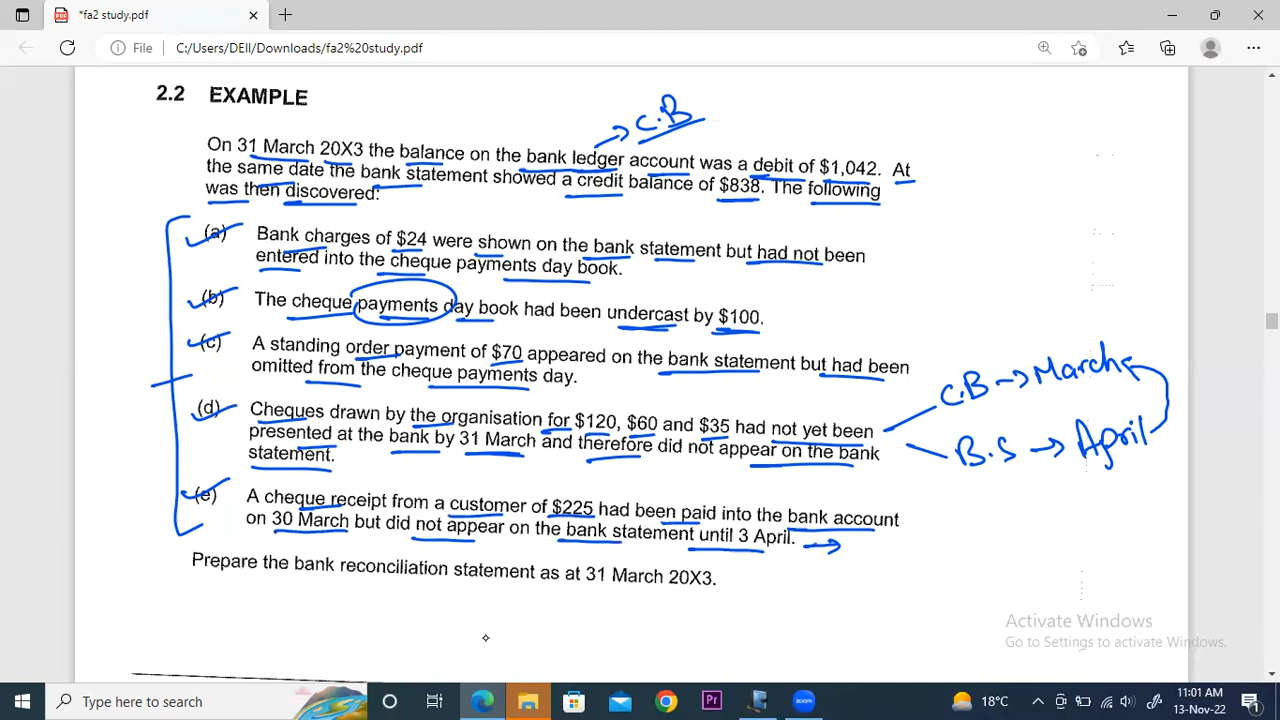 *fa2 study.pdf
File
C:/Users/DEll/Downloads/fa2%20study.pdf
2.2 EXAMPLE
C.B
On 31 March 20X3 the balance on the bank ledger account was a debit of $1,042. At
the same date the bank statement showed a credit balance of $838. The following
was then discovered:
(a) Bank charges of $24 were shown on the bank statement but had not been
entered into the cheque payments day book.
(b) The cheque payments day book had been undercast by $100.
(c) A standing order payment of $70 appeared on the bank statement but had been
omitted from the cheque payments day.
C.B → March
(d) Cheques drawn by the organisation for $120, $60 and $35 had not yet been
presented at the bank by 31 March and therefore did not appear on the bank
statement.
B.S → April
(e) A cheque receipt from a customer of $225 had been paid into the bank account
on 30 March but did not appear on the bank statement until 3 April.
Prepare the bank reconciliation statement as at 31 March 20X3.
Activate Windows
Go to Settings to activate Windows.
Type here to search
Pr
zoom
18°C
11:01 AM
13-Nov-22
1